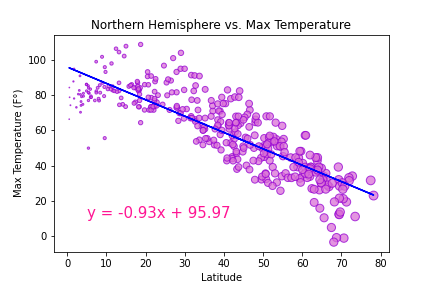 Northern Hemisphere vs. Max Temperature
Max Temperature (F°)
100
80
60
40
20
0
y = -0.93x + 95.97
0 10 20 30 40 50 60 70 80
Latitude